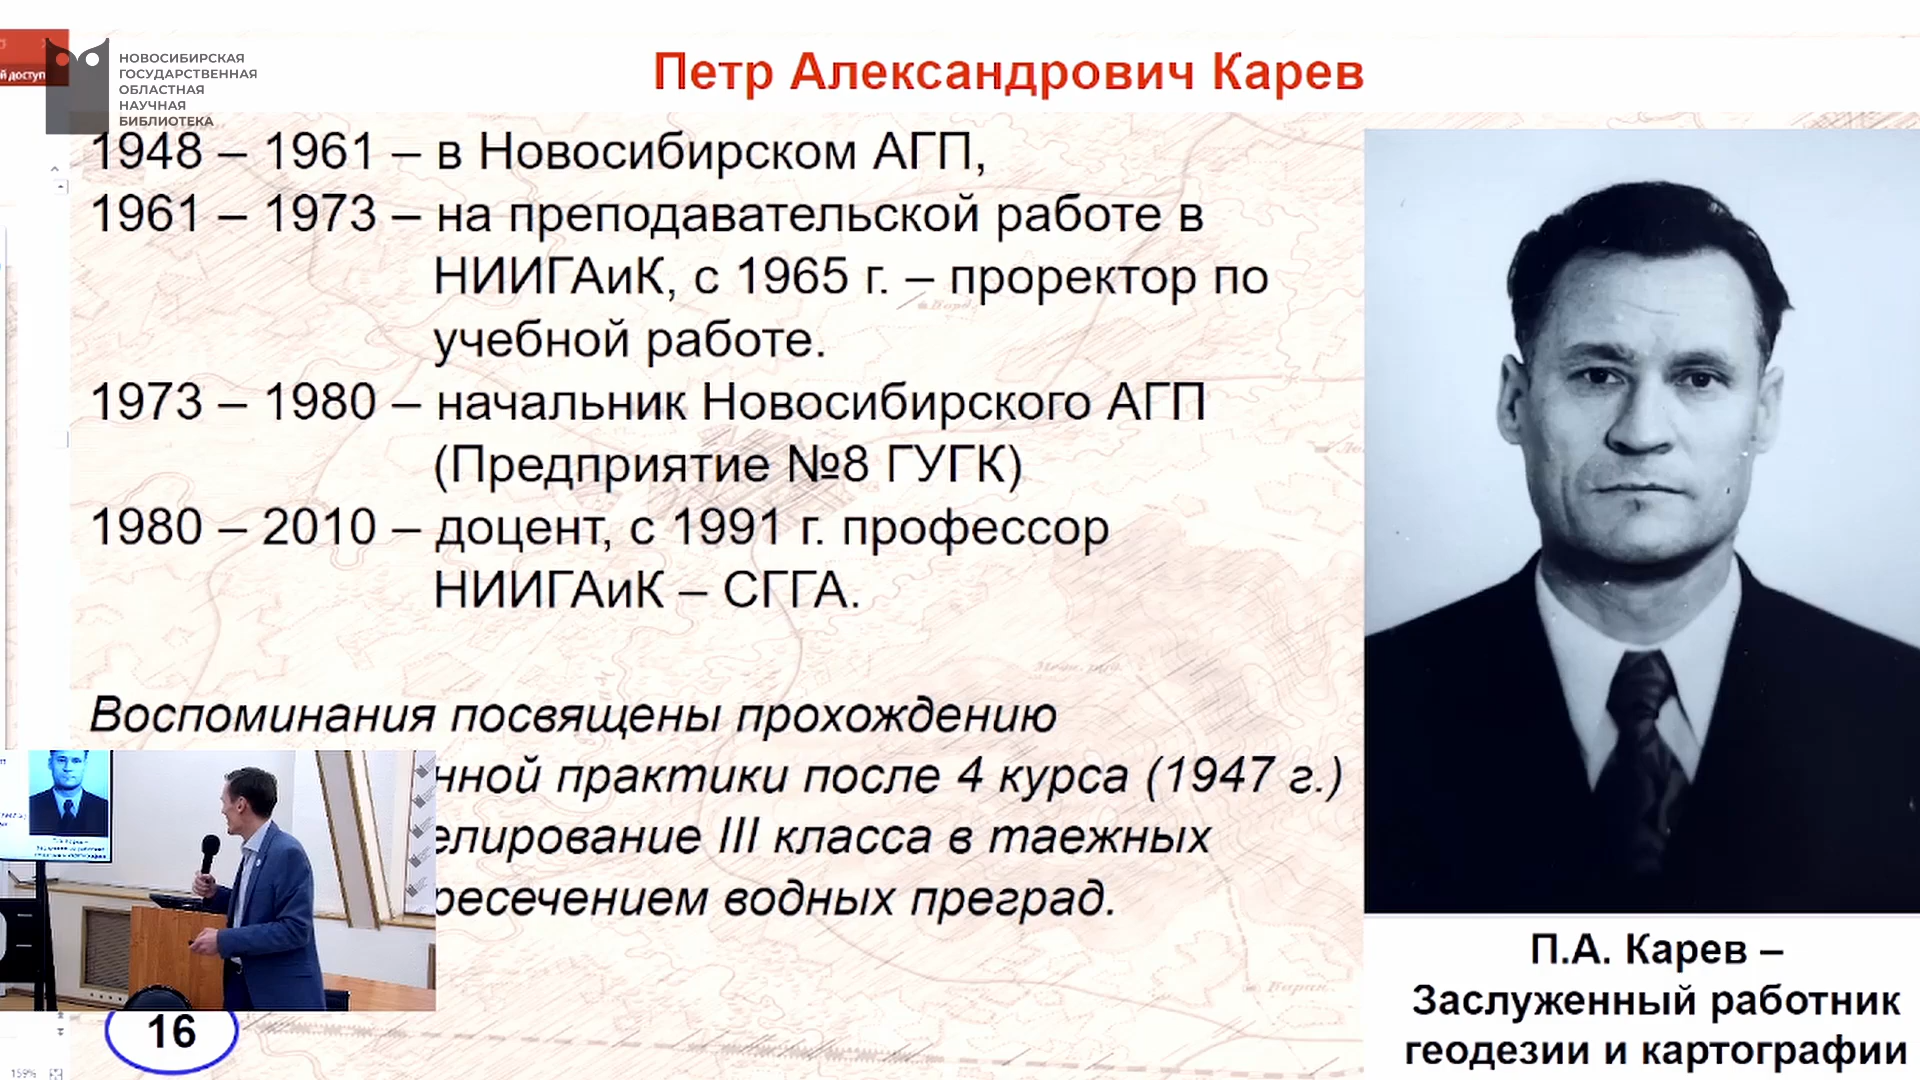 НОВОСИБИРСКАЯ
ГОСУДАРСТВЕННАЯ
ОБЛАСТНАЯ
НАУЧНАЯ
БИБЛИОТЕКА
Петр Александрович Карев
1948 – 1961 – в Новосибирском АГП,
1961 – 1973 – на преподавательской работе в
НИИГАиК, с 1965 г. – проректор по
учебной работе.
1973 – 1980 – начальник Новосибирского АГП
(Предприятие №8 ГУГК)
1980 – 2010 – доцент, с 1991 г. профессор
НИИГАиК – СГГА.
Воспоминания посвящены прохождению
нной практики после 4 курса (1947 г.)
елирование III класса в таежных
ресечением водных преград.
П.А. Карев –
Заслуженный работник
геодезии и картографии
16
159%